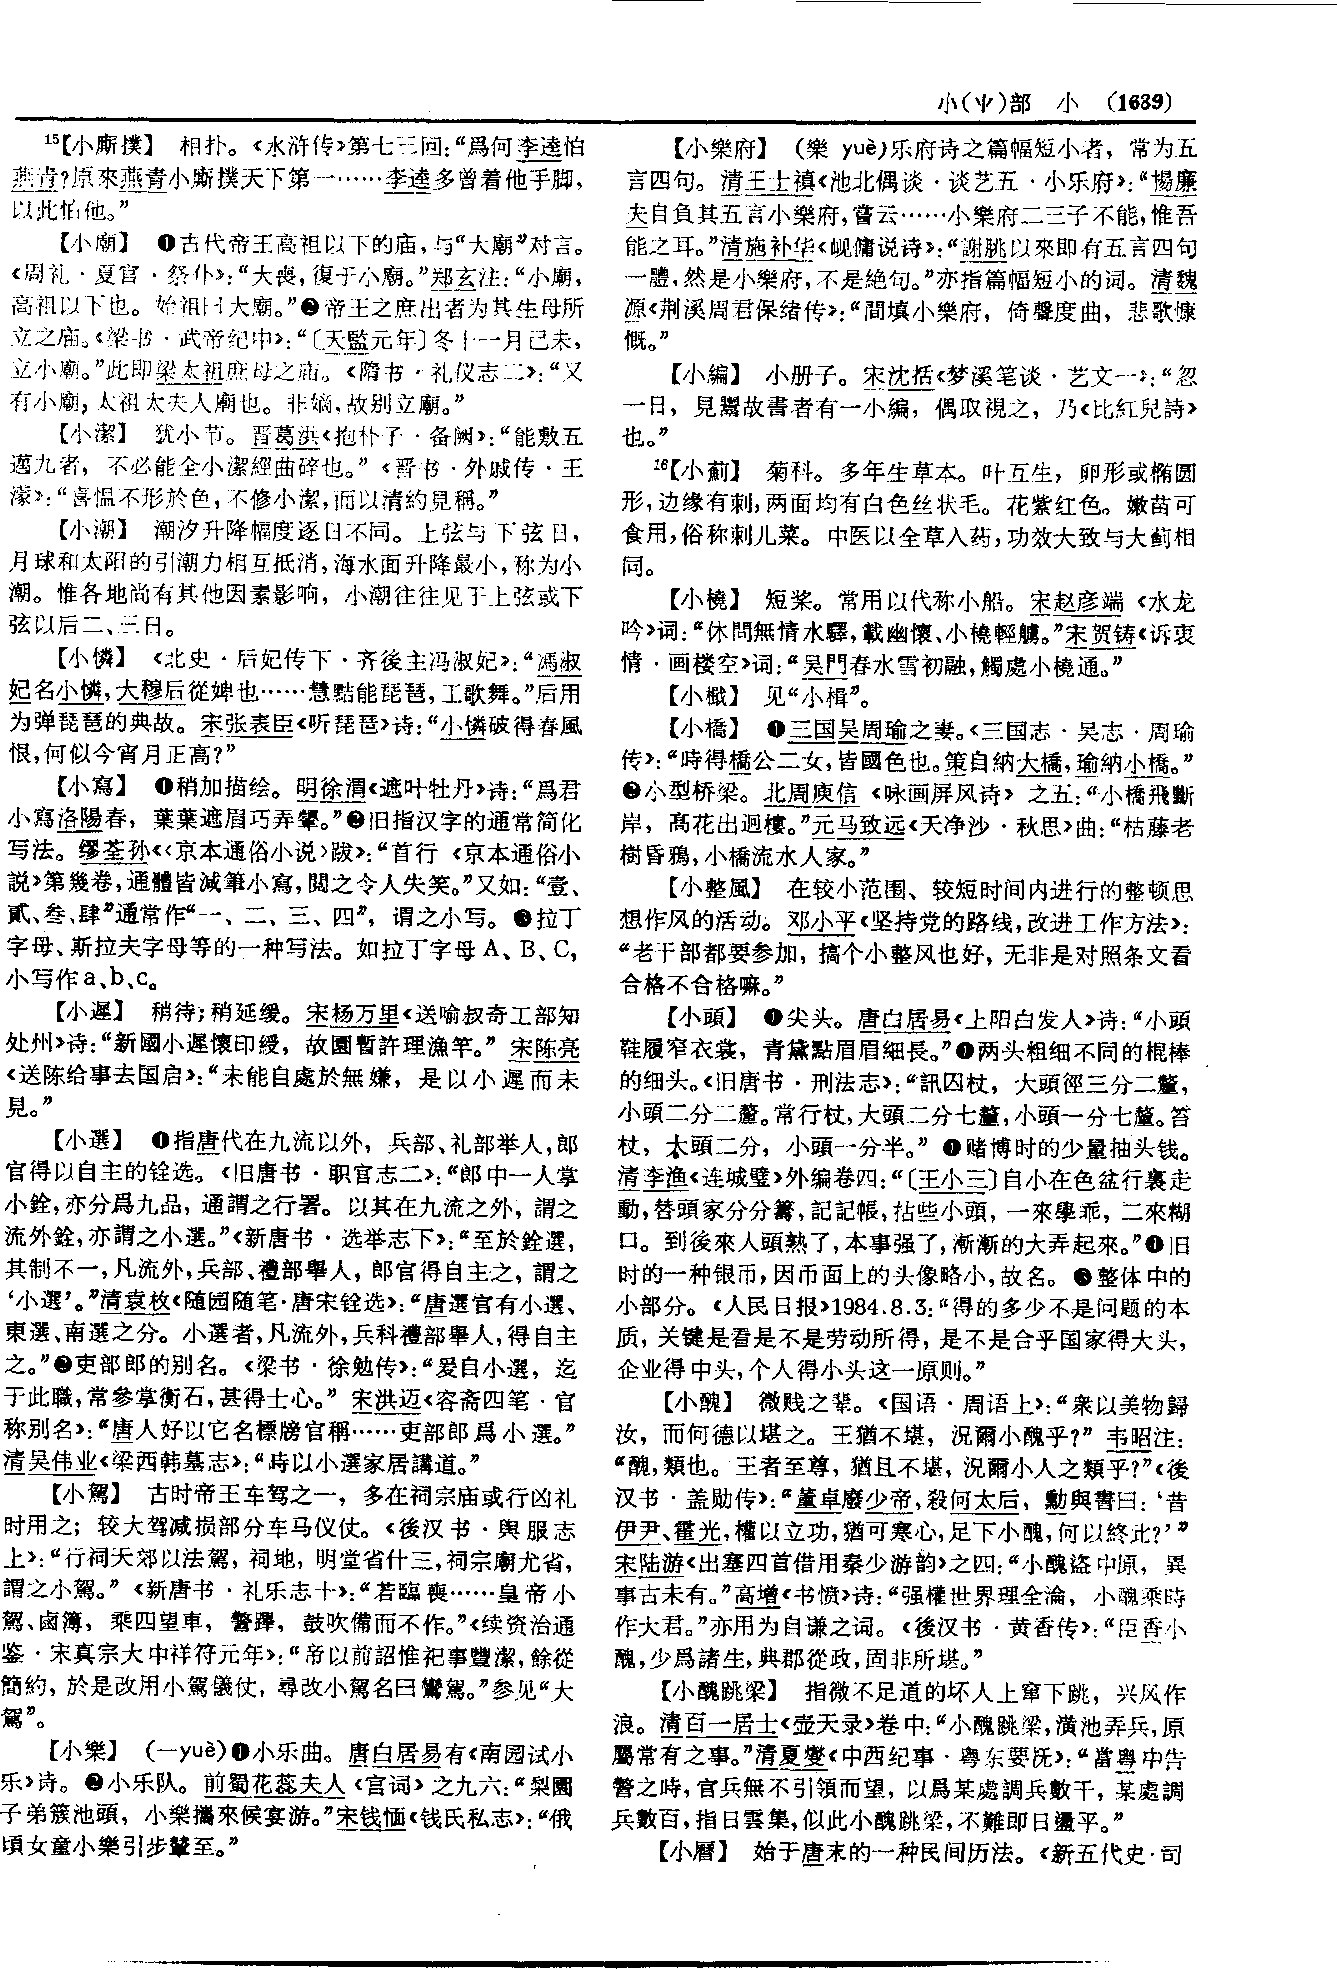 小(⺌)部　小　(1639)
15【小厮撲】　相扑。《水浒传》第七十三回：“爲何李逵怕
燕青？原來燕青小厮撲天下第一……李逵多曾着他手脚，
以此怕他。”
【小廟】　❶古代帝王高祖以下的庙，与“大廟”对言。
《周礼·夏官·祭仆》：“大喪，復于小廟。”郑玄注：“小廟，
高祖以下也。始祖曰大廟。”❷帝王之庶出者为其生母所
立之庙。《梁书·武帝纪中》：“〔天監元年〕冬十一月己未，
立小廟。”此即梁太祖庶母之庙。《隋书·礼仪志二》：“又
有小廟，太祖太夫人廟也。非嫡，故别立廟。”
【小潔】　犹小节。晋葛洪《抱朴子·备阙》：“能敷五
邁九者，不必能全小潔經曲碎也。”《晋书·外戚传·王
濛》：“喜愠不形於色，不修小潔，而以清約見稱。”
【小潮】　潮汐升降幅度逐日不同。上弦与下弦日，
月球和太阳的引潮力相互抵消，海水面升降最小，称为小
潮。惟各地尚有其他因素影响，小潮往往见于上弦或下
弦以后二、三日。
【小憐】　《北史·后妃传下·齐後主冯淑妃》：“馮淑
妃名小憐，大穆后從婢也……慧黠能琵琶，工歌舞。”后用
为弹琵琶的典故。宋张表臣《听琵琶》诗：“小憐破得春風
恨，何似今宵月正高？”
【小寫】　❶稍加描绘。明徐渭《遮叶牡丹》诗：“爲君
小寫洛陽春，葉葉遮眉巧弄顰。”❷旧指汉字的通常简化
写法。缪荃孙《〈京本通俗小说〉跋》：“首行《京本通俗小
説》第幾卷，通體皆減筆小寫，閱之令人失笑。”又如：“壹、
貳、叁、肆”通常作“一、二、三、四”，谓之小写。❸拉丁
字母、斯拉夫字母等的一种写法。如拉丁字母A、B、C，
小写作a、b、c。
【小遲】　稍待；稍延缓。宋杨万里《送喻叔奇工部知
处州》诗：“新國小遲懷印綬，故園暫許理漁竿。”宋陈亮
《送陈给事去国启》：“未能自處於無嫌，是以小遲而未
見。”
【小選】　❶指唐代在九流以外，兵部、礼部举人，郎
官得以自主的铨选。《旧唐书·职官志二》：“郎中一人掌
小銓，亦分爲九品，通謂之行署。以其在九流之外，謂之
流外銓，亦謂之小選。”《新唐书·选举志下》：“至於銓選，
其制不一，凡流外，兵部、禮部舉人，郎官得自主之，謂之
‘小選’。”清袁枚《随园随笔·唐宋铨选》：“唐選官有小選、
東選、南選之分。小選者，凡流外，兵科禮部舉人，得自主
之。”❷吏部郎的别名。《梁书·徐勉传》：“爰自小選，迄
于此職，常參掌衡石，甚得士心。”宋洪迈《容斋四笔·官
称别名》：“唐人好以它名標牓官稱……吏部郎爲小選。”
清吴伟业《梁西韩墓志》：“時以小選家居講道。”
【小駕】　古时帝王车驾之一，多在祠宗庙或行凶礼
时用之；较大驾减损部分车马仪仗。《後汉书·舆服志
上》：“行祠天郊以法駕，祠地，明堂省什三，祠宗廟尤省，
謂之小駕。”《新唐书·礼乐志十》：“若臨喪……皇帝小
駕、鹵簿，乘四望車，警蹕，鼓吹備而不作。”《续资治通
鉴·宋真宗大中祥符元年》：“帝以前詔惟祀事豐潔，餘從
簡約，於是改用小駕儀仗，尋改小駕名曰鸞駕。”参见“大
駕”。
【小樂】　(—yuè)❶小乐曲。唐白居易有《南园试小
乐》诗。❷小乐队。前蜀花蕊夫人《宫词》之九六：“梨園
子弟簇池頭，小樂攜來候宴游。”宋钱愐《钱氏私志》：“俄
頃女童小樂引步輦至。”
【小樂府】　(樂 yuè)乐府诗之篇幅短小者，常为五
言四句。清王士禛《池北偶谈·谈艺五·小乐府》：“楊廉
夫自負其五言小樂府，嘗云……小樂府二三子不能，惟吾
能之耳。”清施补华《岘傭说诗》：“謝朓以來即有五言四句
一體，然是小樂府，不是絶句。”亦指篇幅短小的词。清魏
源《荆溪周君保绪传》：“間填小樂府，倚聲度曲，悲歌慷
慨。”
【小编】　小册子。宋沈括《梦溪笔谈·艺文一》：“忽
一日，見鬻故書者有一小編，偶取視之，乃《比紅兒詩》
也。”
16【小薊】　菊科。多年生草本。叶互生，卵形或椭圆
形，边缘有刺，两面均有白色丝状毛。花紫红色。嫩苗可
食用，俗称刺儿菜。中医以全草入药，功效大致与大蓟相
同。
【小橈】　短桨。常用以代称小船。宋赵彦端《水龙
吟》词：“休問無情水驛，載幽懷、小橈輕艣。”宋贺铸《诉衷
情·画楼空》词：“吴門春水雪初融，觸處小橈通。”
【小檝】　见“小楫”。
【小橋】　❶三国吴周瑜之妻。《三国志·吴志·周瑜
传》：“時得橋公二女，皆國色也。策自納大橋，瑜納小橋。”
❷小型桥梁。北周庾信《咏画屏风诗》之五：“小橋飛斷
岸，髙花出迥樓。”元马致远《天净沙·秋思》曲：“枯藤老
樹昏鴉，小橋流水人家。”
【小整風】　在较小范围、较短时间内进行的整顿思
想作风的活动。邓小平《坚持党的路线，改进工作方法》：
“老干部都要参加，搞个小整风也好，无非是对照条文看
合格不合格嘛。”
【小頭】　❶尖头。唐白居易《上阳白发人》诗：“小頭
鞋履窄衣裳，青黛點眉眉細長。”❷两头粗细不同的棍棒
的细头。《旧唐书·刑法志》：“訊囚杖，大頭徑三分二釐，
小頭二分二釐。常行杖，大頭二分七釐，小頭一分七釐。笞
杖，大頭二分，小頭一分半。”❸赌博时的少量抽头钱。
清李渔《连城璧》外编卷四：“〔王小三〕自小在色盆行裏走
動，替頭家分分籌，記記帳，拈些小頭，一來學乖，二來糊
口。到後來人頭熟了，本事强了，漸漸的大弄起來。”❹旧
时的一种银币，因币面上的头像略小，故名。❺整体中的
小部分。《人民日报》1984.8.3：“得的多少不是问题的本
质，关键是看是不是劳动所得，是不是合乎国家得大头，
企业得中头，个人得小头这一原则。”
【小醜】　微贱之辈。《国语·周语上》：“衆以美物歸
汝，而何德以堪之。王猶不堪，況爾小醜乎？”韦昭注：
“醜，類也。王者至尊，猶且不堪，況爾小人之類乎？”《後
汉书·盖勋传》：“董卓廢少帝，殺何太后，勳與書曰：‘昔
伊尹、霍光，權以立功，猶可寒心，足下小醜，何以終此？’”
宋陆游《出塞四首借用秦少游韵》之四：“小醜盜中原，異
事古未有。”高增《书愤》诗：“强權世界理全淪，小醜乘時
作大君。”亦用为自谦之词。《後汉书·黄香传》：“臣香小
醜，少爲諸生，典郡從政，固非所堪。”
【小醜跳梁】　指微不足道的坏人上窜下跳，兴风作
浪。清百一居士《壶天录》卷中：“小醜跳梁，潢池弄兵，原
屬常有之事。”清夏燮《中西纪事·粤东要抚》：“當粤中告
警之時，官兵無不引領而望，以爲某處調兵數千，某處調
兵數百，指日雲集，似此小醜跳梁，不難即日盪平。”
【小曆】　始于唐末的一种民间历法。《新五代史·司